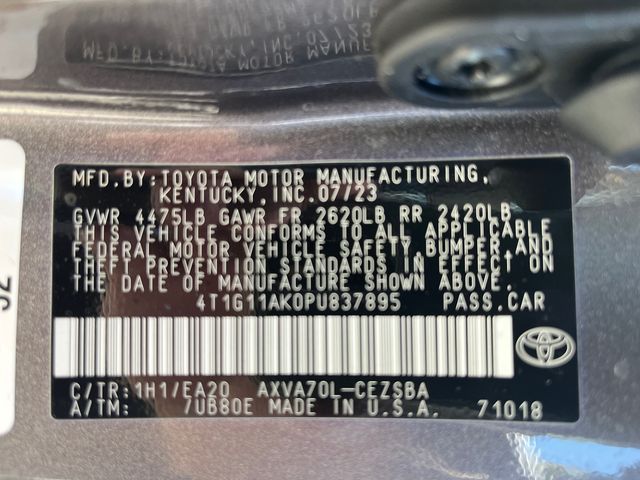 MFD.BY:TOYOTA MOTOR MANUFACTURING,
KENTUCKY,INC.07/23
GVWR 4475LB GAWR FR 2620LB RR 2420LB
THIS VEHICLE CONFORMS TO ALL APPLICABLE
FEDERAL MOTOR VEHICLE SAFETY,BUMPER AND
THEFT PREVENTION STANDARDS IN EFFECT ON
THE DATE OF MANUFACTURE SHOWN ABOVE.
4T1G11AK0PU837895 PASS.CAR
C/TR:1H1/EA20 AXVA70L-CEZSBA
A/TM: /UB80E MADE IN U.S.A. 71018